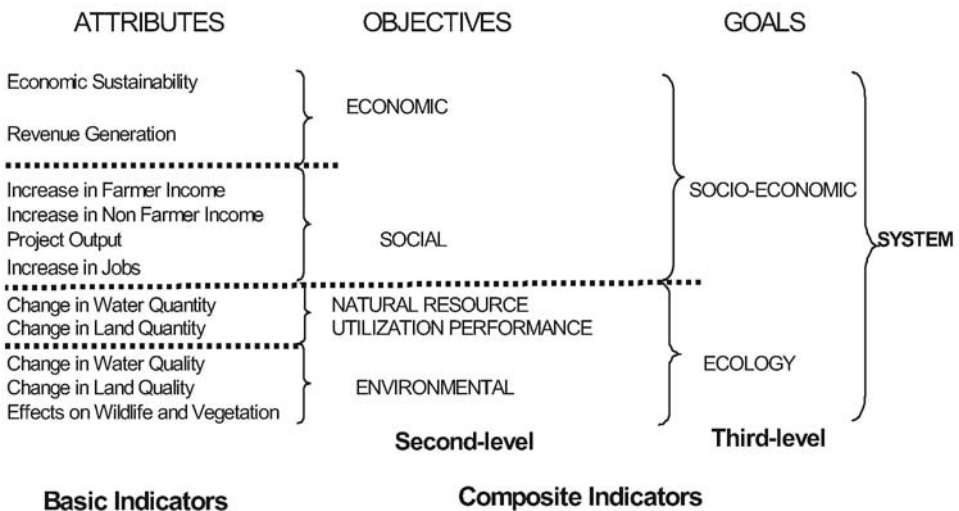 ATTRIBUTES OBJECTIVES GOALS
Economic Sustainability
ECONOMIC
Revenue Generation
Increase in Farmer Income
SOCIO-ECONOMIC
Increase in Non Farmer Income
Project Output SOCIAL SYSTEM
Increase in Jobs
Change in Water Quantity NATURAL RESOURCE
Change in Land Quantity UTILIZATION PERFORMANCE
Change in Water Quality ECOLOGY
Change in Land Quality ENVIRONMENTAL
Effects on Wildlife and Vegetation
Second-level Third-level
Basic Indicators Composite Indicators